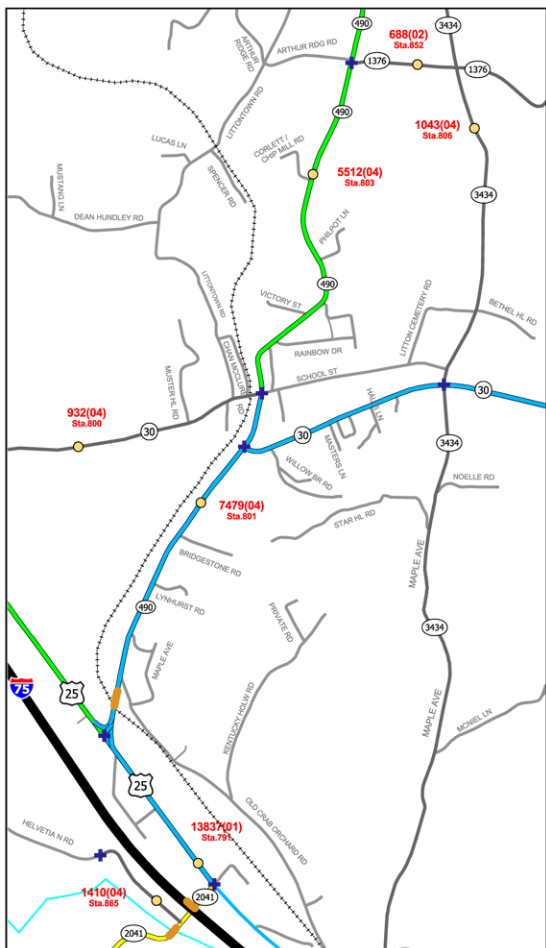 490
3434
688(02)
Sta.852
ARTHUR RIDGE RD
ARTHUR RDG RD
1376
1376
LITTONTOWN RD
490
1043(04)
Sta.806
LUCAS LN
CORLETT /
CHIP MILL RD
5512(04)
Sta.803
SPENCER RD
3434
MUSTANG LN
DEAN HUNDLEY RD
PHILPOT LN
LITTONTOWN RD
490
VICTORY ST
LITTON CEMETERY RD
BETHEL HL RD
CHAN MCCLURE RD
RAINBOW DR
MUSTER HL RD
SCHOOL ST
30
HALLS LN
932(04)
Sta.800
30
30
MASTERS LN
3434
WILLOW BR RD
NOELLE RD
7479(04)
Sta.801
STAR HL RD
BRIDGESTONE RD
MAPLE AVE
LYNHURST RD
490
PRIVATE RD
3434
MAPLE AVE
75
25
KENTUCKY HOLW RD
MAPLE AVE
MCNIEL LN
25
OLD CRAB ORCHARD RD
HELVETIA N RD
13837(01)
Sta.791
1410(04)
Sta.865
2041
2041